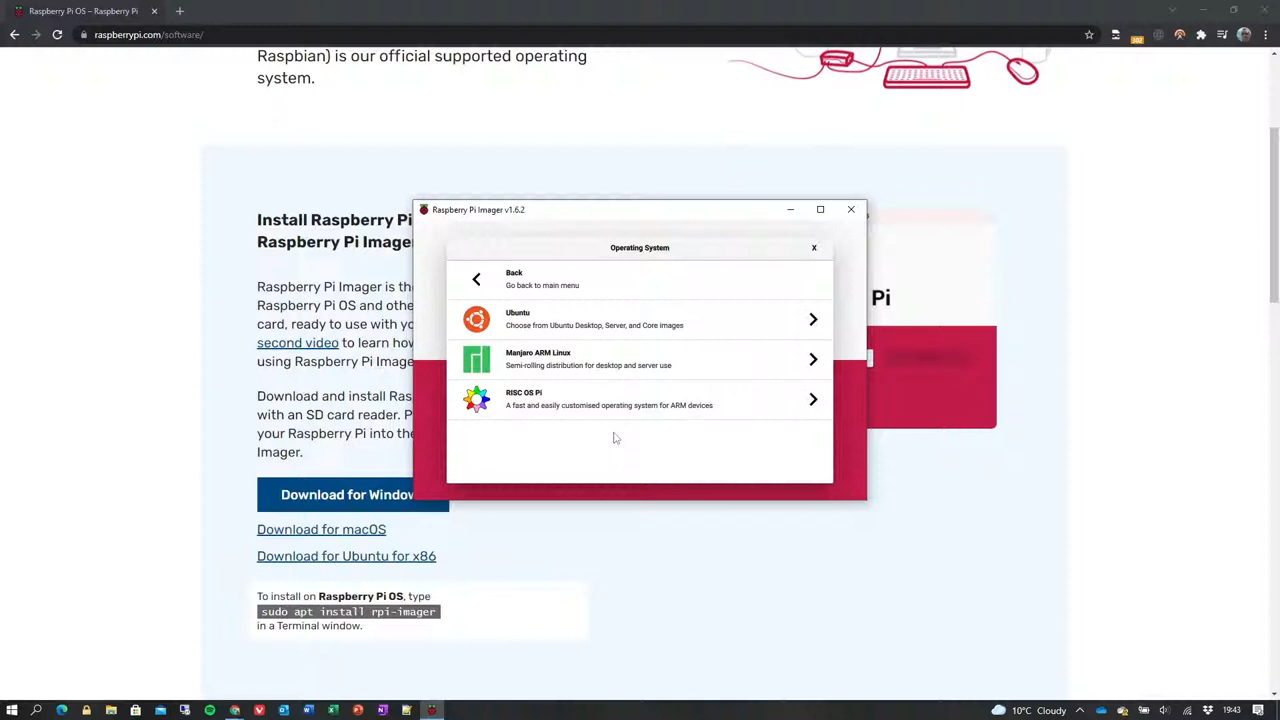 Raspberry Pi OS – Raspberry Pi
raspberrypi.com/software/
Raspbian) is our official supported operating
system.
Install Raspberry Pi
Raspberry Pi Imager
Raspberry Pi Imager v1.6.2
Operating System
X
Back
Go back to main menu
Ubuntu
Choose from Ubuntu Desktop, Server, and Core images
Manjaro ARM Linux
Semi-rolling distribution for desktop and server use
RISC OS Pi
A fast and easily customised operating system for ARM devices
Pi
Raspberry Pi Imager is the
Raspberry Pi OS and othe
card, ready to use with yo
second video to learn how
using Raspberry Pi Image
Download and install Ras
with an SD card reader. P
your Raspberry Pi into the
Imager.
Download for Window
Download for macOS
Download for Ubuntu for x86
To install on Raspberry Pi OS, type
sudo apt install rpi-imager
in a Terminal window.
10°C Cloudy
19:43